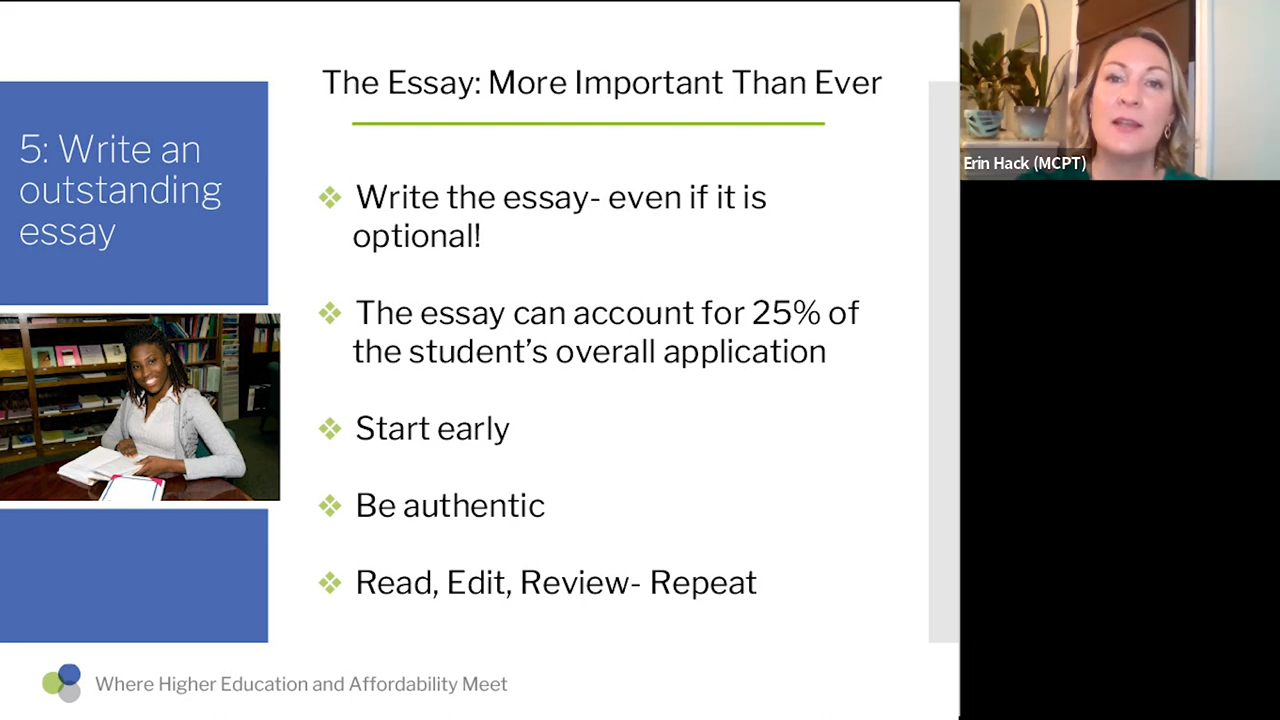 The Essay: More Important Than Ever
5: Write an
outstanding
essay
Write the essay- even if it is
optional!
The essay can account for 25% of
the student’s overall application
Start early
Be authentic
Read, Edit, Review- Repeat
Where Higher Education and Affordability Meet
Erin Hack (MCPT)